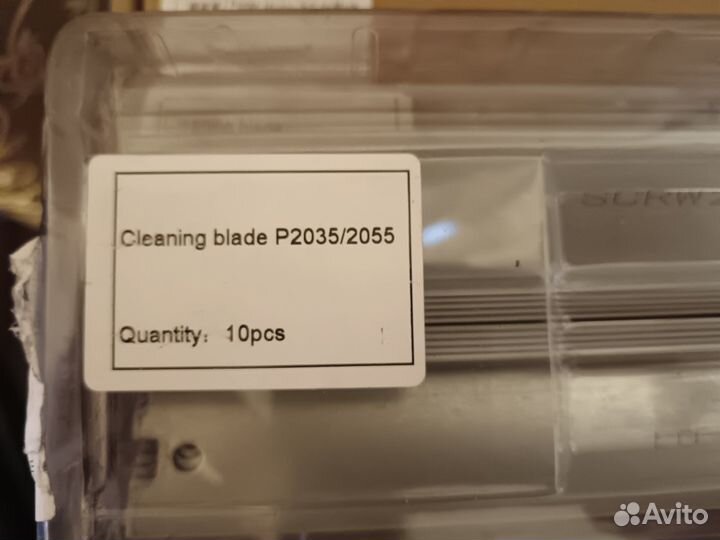 Cleaning blade P2035/2055
Quantity: 10pcs
Avito